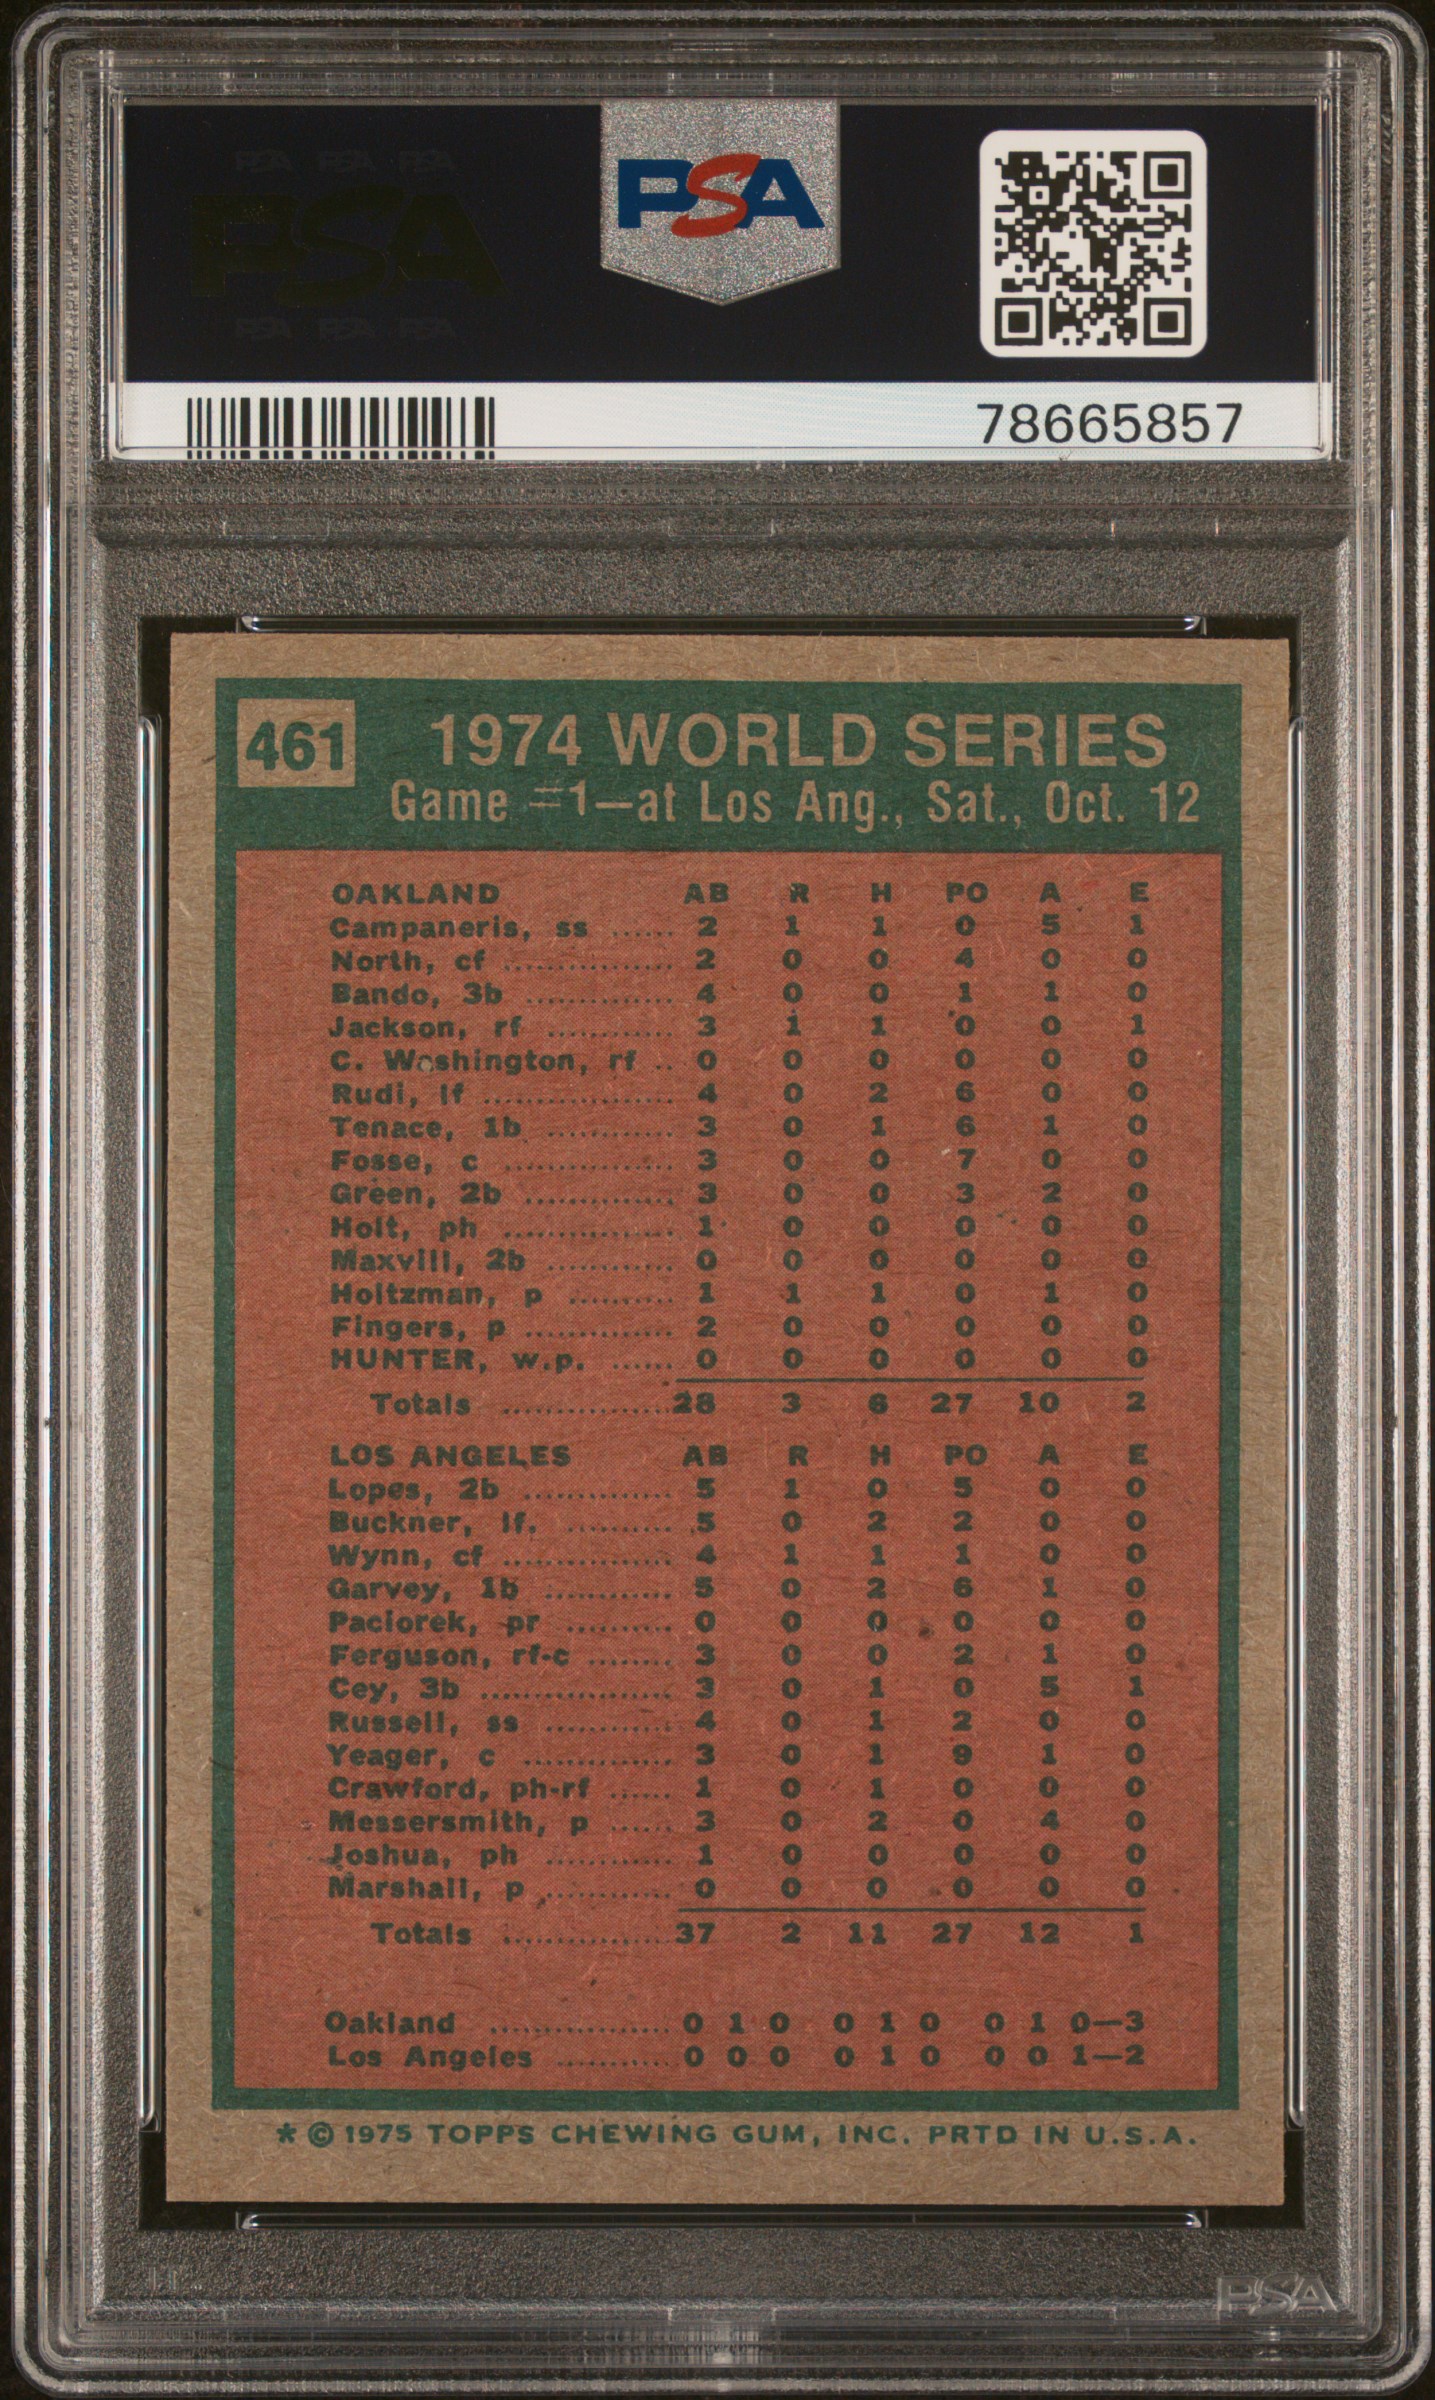 PSA PSA PSA
PSA
PSA PSA PSA
PSA
78665857
461
1974 WORLD SERIES
Game #1—at Los Ang., Sat., Oct. 12
OAKLAND AB R H PO A E
Campaneris, ss ...... 2 1 1 0 5 1
North, cf ................ 2 0 0 4 0 0
Bando, 3b .............. 4 0 0 1 1 0
Jackson, rf ............ 3 1 1 0 0 1
C. Washington, rf .. 0 0 0 0 0 0
Rudi, lf .................. 4 0 2 6 0 0
Tenace, 1b ............ 3 0 1 6 1 0
Fosse, c ................ 3 0 0 7 0 0
Green, 2b .............. 3 0 0 3 2 0
Holt, ph ................ 1 0 0 0 0 0
Maxvill, 2b ............ 0 0 0 0 0 0
Holtzman, p .......... 1 1 1 0 1 0
Fingers, p .............. 2 0 0 0 0 0
HUNTER, w.p. ...... 0 0 0 0 0 0
Totals ................ 28 3 6 27 10 2
LOS ANGELES AB R H PO A E
Lopes, 2b .............. 5 1 0 5 0 0
Buckner, lf. .......... 5 0 2 2 0 0
Wynn, cf ................ 4 1 1 1 0 0
Garvey, 1b ............ 5 0 2 6 1 0
Paciorek, pr .......... 0 0 0 0 0 0
Ferguson, rf-c ........ 3 0 0 2 1 0
Cey, 3b .................. 3 0 1 0 5 1
Russell, ss ............ 4 0 1 2 0 0
Yeager, c .............. 3 0 1 9 1 0
Crawford, ph-rf ...... 1 0 1 0 0 0
Messersmith, p ...... 3 0 2 0 4 0
Joshua, ph ............ 1 0 0 0 0 0
Marshall, p ............ 0 0 0 0 0 0
Totals ................ 37 2 11 27 12 1
Oakland ................. 0 1 0 0 1 0 0 1 0—3
Los Angeles ........... 0 0 0 0 1 0 0 0 1—2
* © 1975 TOPPS CHEWING GUM, INC. PRTD IN U.S.A.
PSA